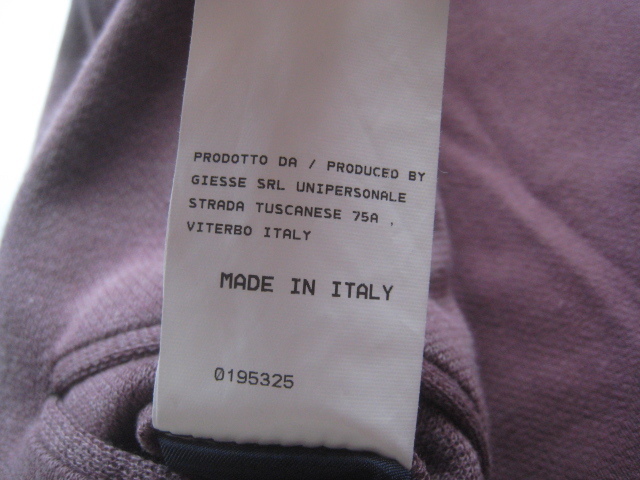 PRODOTTO DA / PRODUCED BY
GIESSE SRL UNIPERSONALE
STRADA TUSCANESE 75A ,
VITERBO ITALY
MADE IN ITALY
0195325